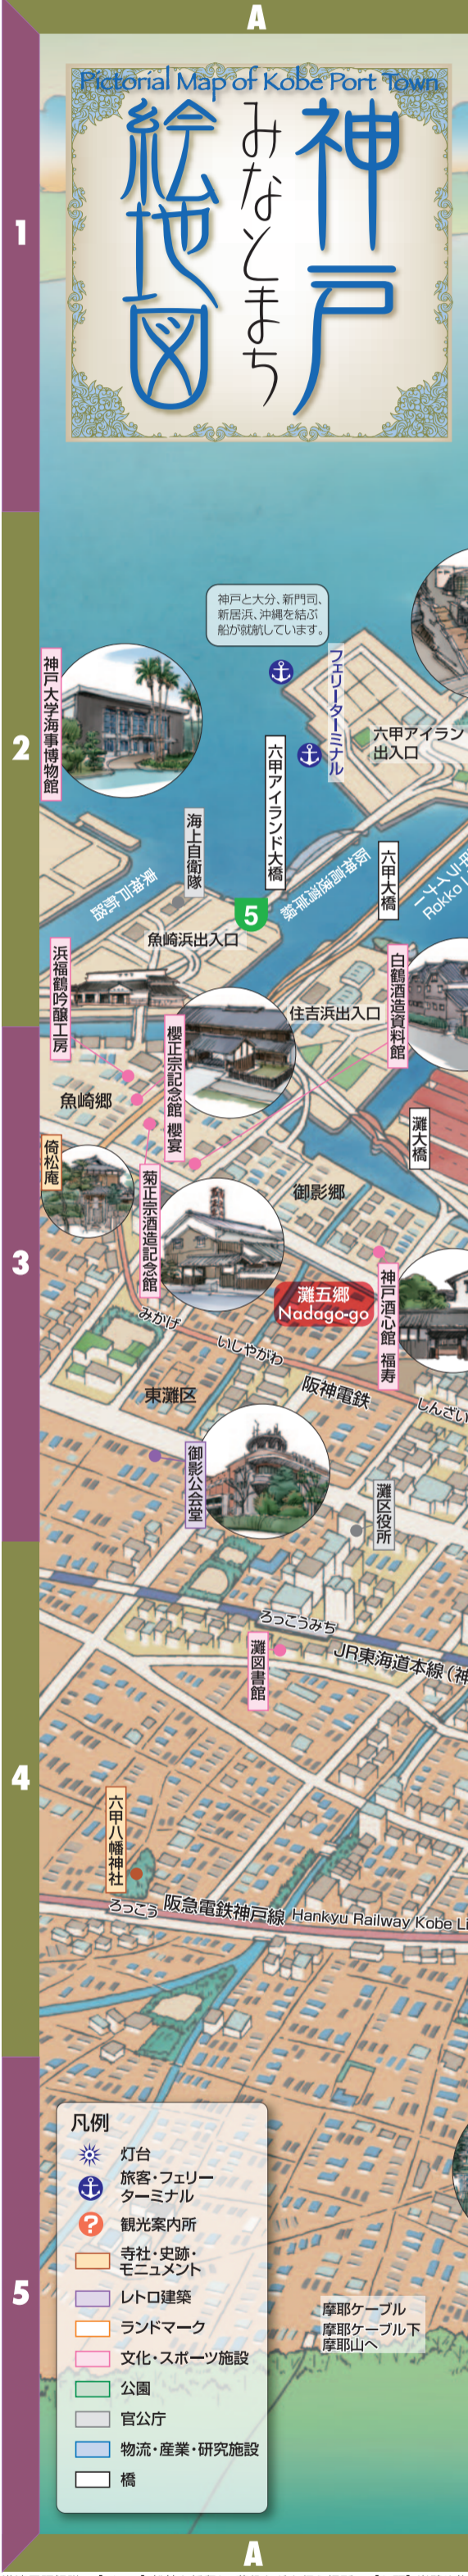 A
1
Pictorial Map of Kobe Port Town
神戸
みなとまち
絵地図
神戸と大分、新門司、
新居浜、沖縄を結ぶ
船が就航しています。
2
神戸大学海事博物館
フェリーターミナル
六甲アイラン
出入口
六甲アイランド大橋
海上自衛隊
六甲大橋
阪神高速湾岸線
東神戸大橋
Rokko
5
魚崎浜出入口
浜福鶴吟醸工房
住吉浜出入口
白鶴酒造資料館
櫻正宗記念館 櫻宴
魚崎郷
灘大橋
倚松庵
3
菊正宗酒造記念館
御影郷
神戸酒心館 福寿
灘五郷
Nadago-go
みかげ
いしやがわ
阪神電鉄
しんざい
東灘区
御影公会堂
灘区役所
ろっこうみち
灘図書館
JR東海道本線(神
4
六甲八幡神社
ろっこう
阪急電鉄神戸線 Hankyu Railway Kobe Li
5
凡例
灯台
旅客・フェリー
ターミナル
?
観光案内所
寺社・史跡・
モニュメント
レトロ建築
ランドマーク
文化・スポーツ施設
公園
官公庁
物流・産業・研究施設
橋
摩耶ケーブル
摩耶ケーブル下
摩耶山へ
A